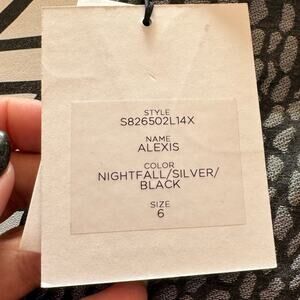 STYLE
S826502L14X
NAME
ALEXIS
COLOR
NIGHTFALL/SILVER/
BLACK
SIZE
6